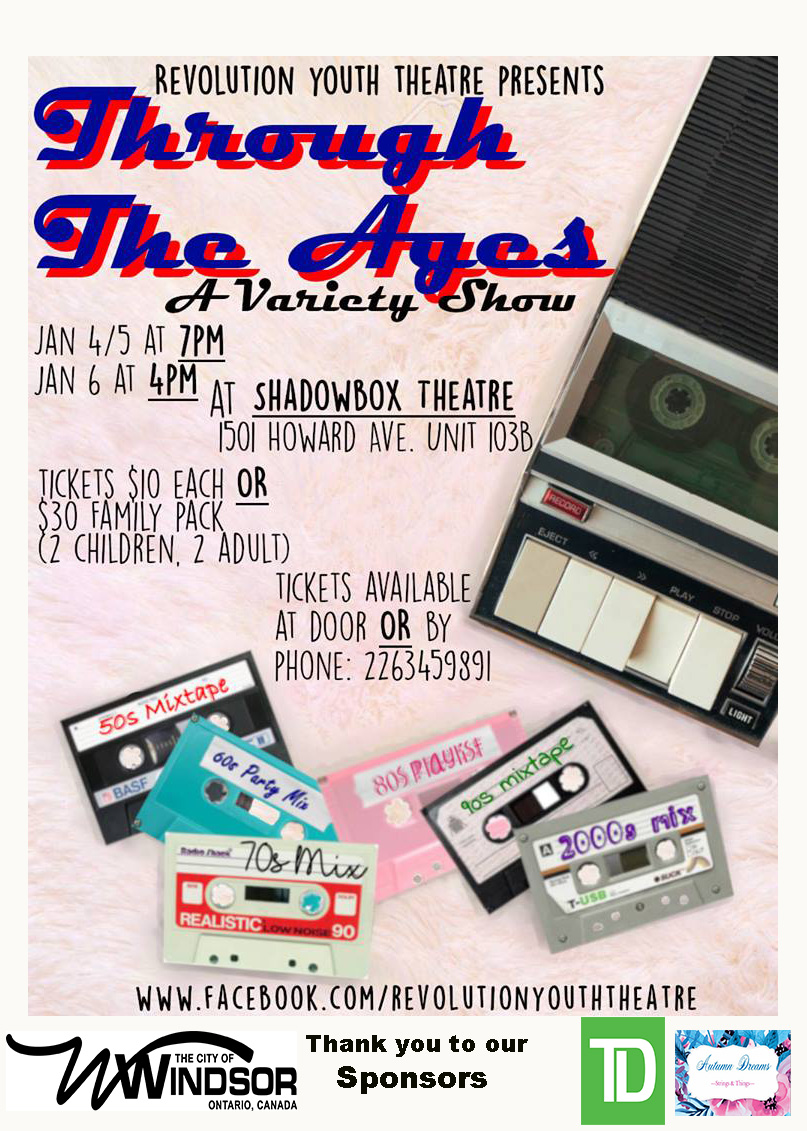 REVOLUTION YOUTH THEATRE PRESENTS
Through
The Ages
A Variety Show
JAN 4/5 AT 7PM
JAN 6 AT 4PM
AT SHADOWBOX THEATRE
1501 HOWARD AVE. UNIT 103B
TICKETS $10 EACH OR
$30 FAMILY PACK
(2 CHILDREN, 2 ADULT)
TICKETS AVAILABLE
AT DOOR OR BY
PHONE: 2263459891
RECORD
EJECT
«
»
PLAY
STOP
VOLU
LIGHT
50s Mixtape
BASF
60s Party Mix
Radio Shack
70s Mix
REALISTIC LOW NOISE 90
80s Playlist
90s mixtape
A
2000s mix
T-USB
WWW.FACEBOOK.COM/REVOLUTIONYOUTHTHEATRE
THE CITY OF
WINDSOR
ONTARIO, CANADA
Thank you to our
Sponsors
TD
Autumn Dreams